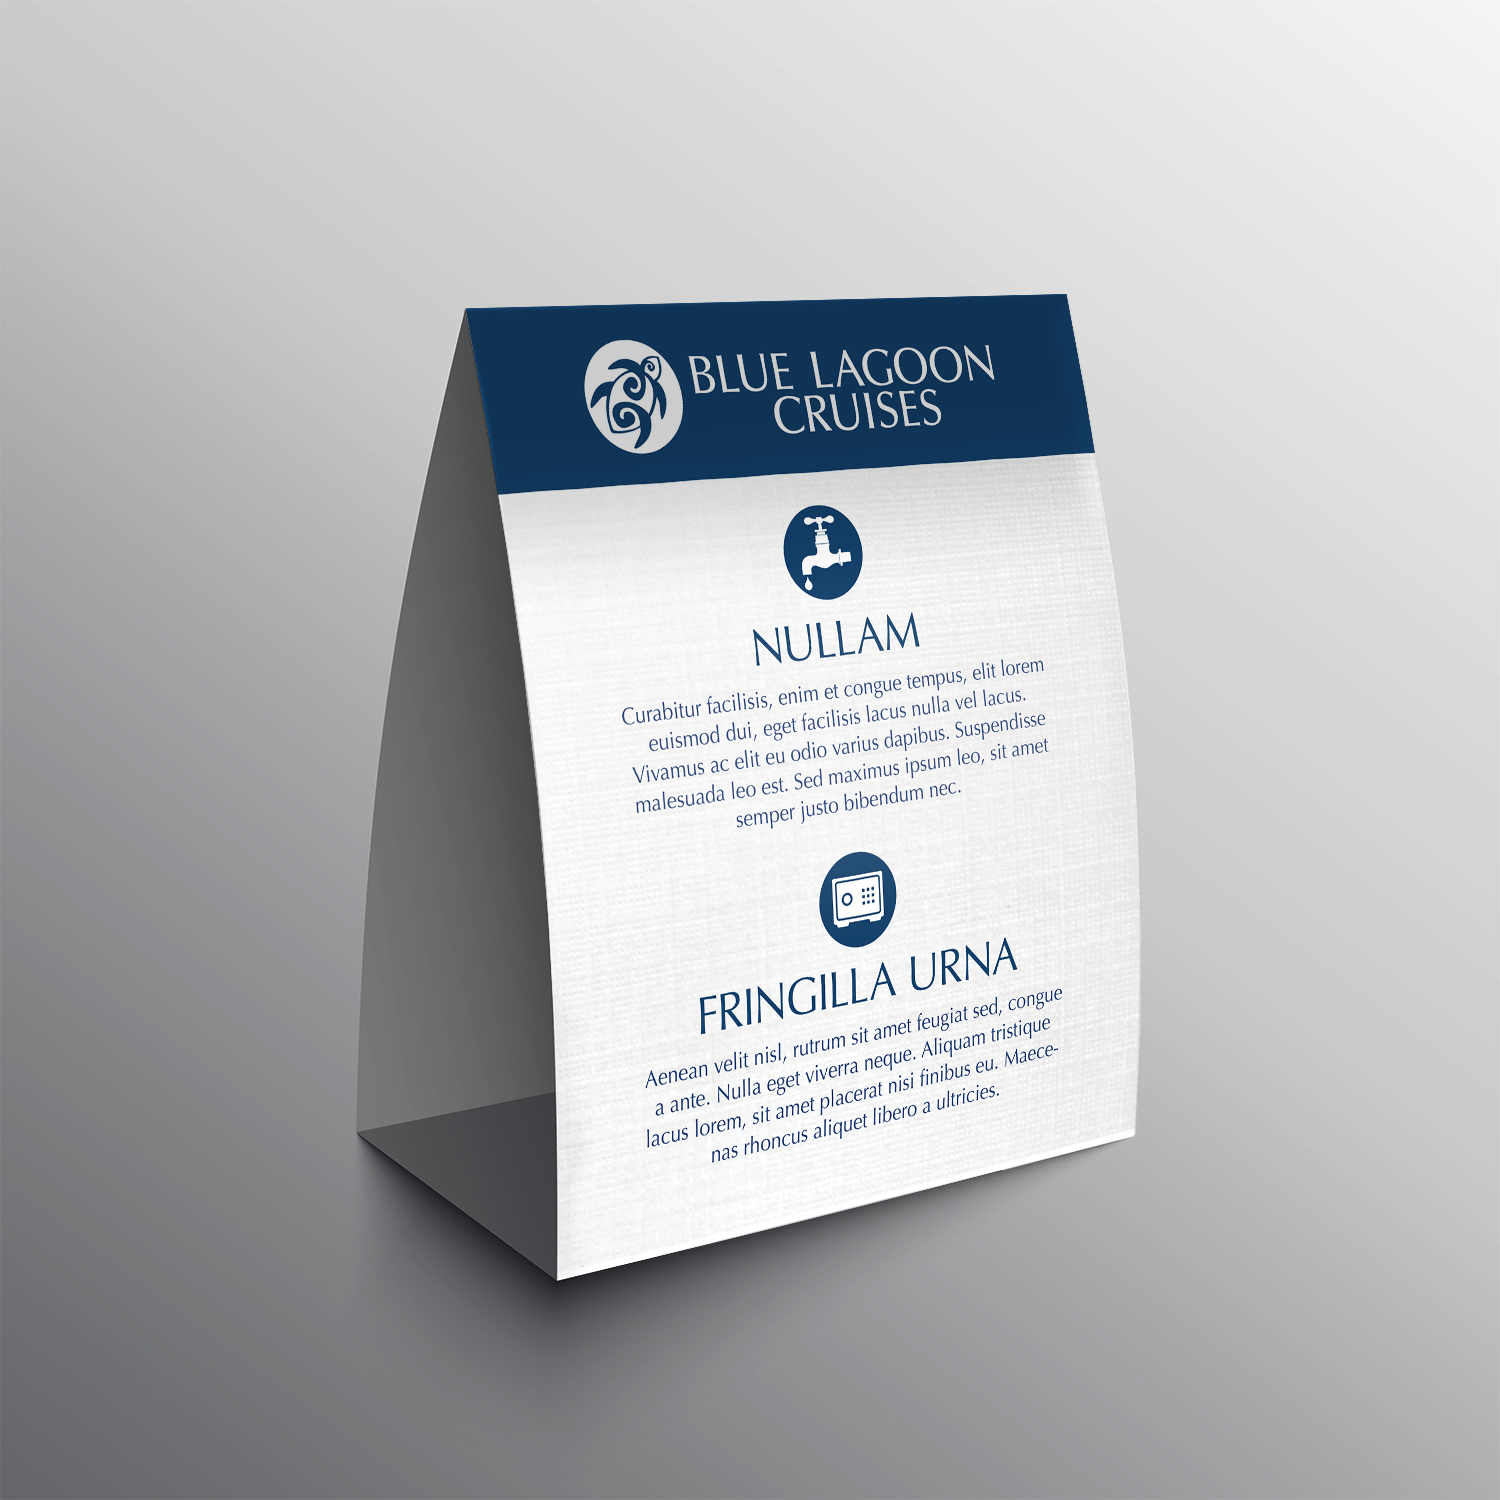 BLUE LAGOON
CRUISES
NULLAM
Curabitur facilisis, enim et congue tempus, elit lorem
euismod dui, eget facilisis lacus nulla vel lacus.
Vivamus ac elit eu odio varius dapibus. Suspendisse
malesuada leo est. Sed maximus ipsum leo, sit amet
semper justo bibendum nec.
FRINGILLA URNA
Aenean velit nisl, rutrum sit amet feugiat sed, congue
a ante. Nulla eget viverra neque. Aliquam tristique
lacus lorem, sit amet placerat nisi finibus eu. Maece-
nas rhoncus aliquet libero a ultricies.